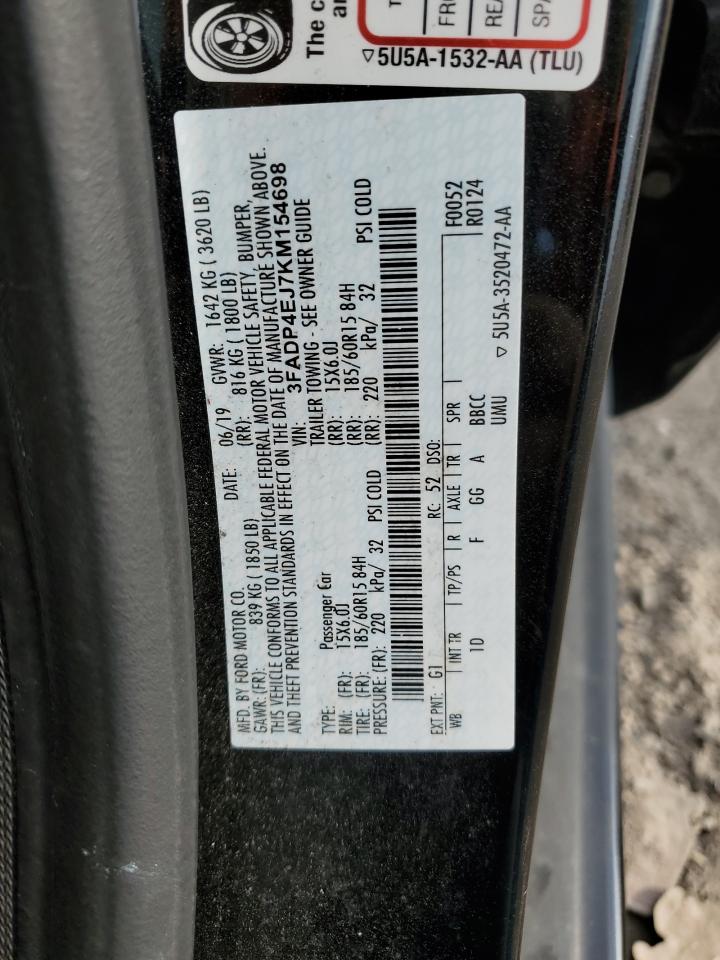 The c
an
T
FRO
REA
SPA
▽5U5A-1532-AA (TLU)
MFD. BY FORD MOTOR CO. DATE: 06/19 GVWR: 1642 KG ( 3620 LB)
GAWR: (FR): 839 KG ( 1850 LB) (RR): 816 KG ( 1800 LB)
THIS VEHICLE CONFORMS TO ALL APPLICABLE FEDERAL MOTOR VEHICLE SAFETY, BUMPER,
AND THEFT PREVENTION STANDARDS IN EFFECT ON THE DATE OF MANUFACTURE SHOWN ABOVE.
VIN: 3FADP4EJ7KM154698
TYPE: Passenger Car TRAILER TOWING - SEE OWNER GUIDE
RIM: (FR): 15X6.0J (RR): 15X6.0J
TIRE: (FR): 185/60R15 84H (RR): 185/60R15 84H
PRESSURE: (FR): 220 kPa/ 32 PSI COLD (RR): 220 kPa/ 32 PSI COLD
EXT PNT: G1 RC: 52 DSO: F0052
WB INT TR TP/PS R AXLE TR SPR R0124
1D F GG A BBCC
UMU
▽ 5U5A-3520472-AA